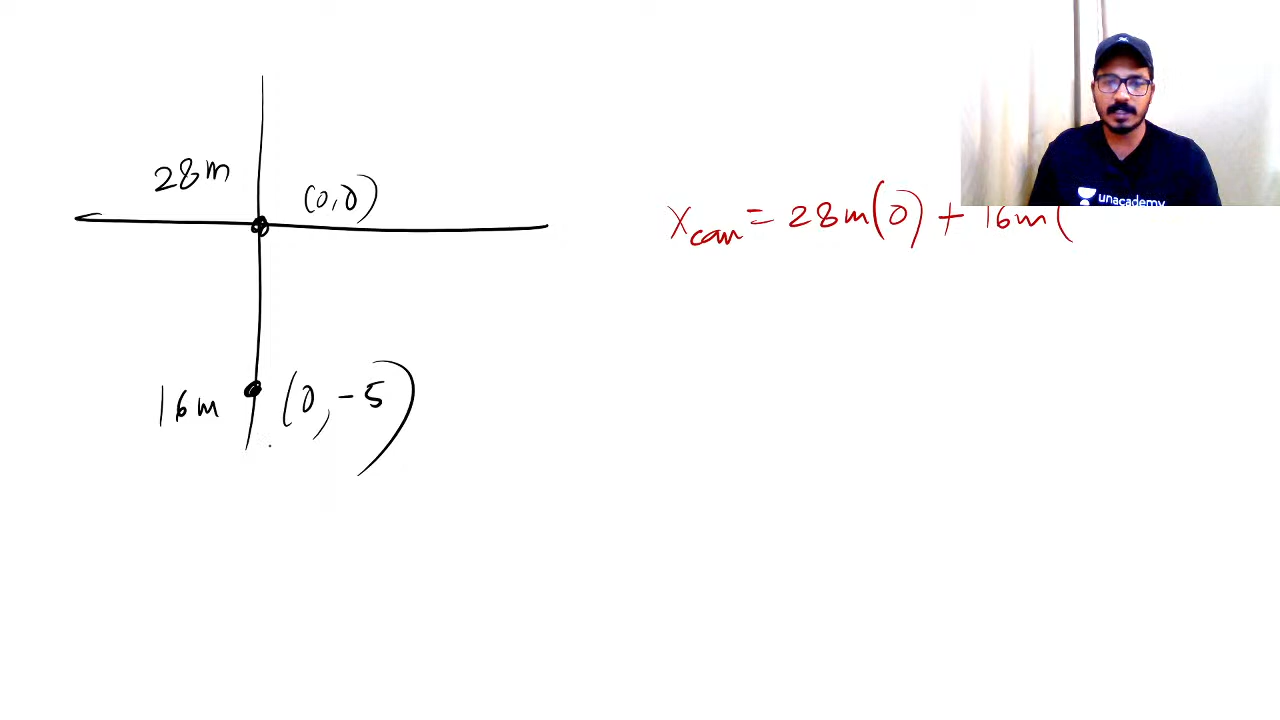 28m
(0,0)
16m (0,-5)
xcom = 28m(0) + 16m(
unacademy